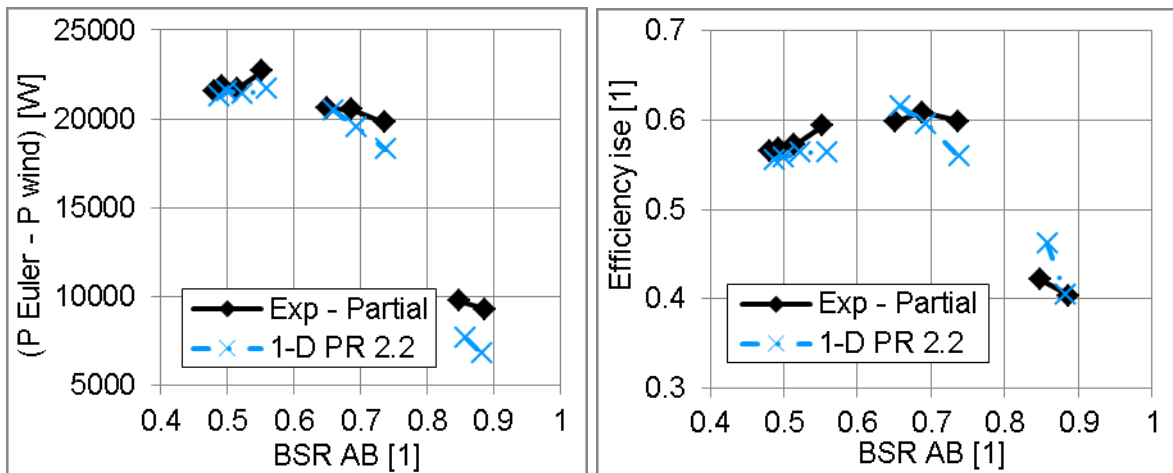 (P Euler - P wind) [W]
25000
20000
15000
10000
5000
0.4 0.5 0.6 0.7 0.8 0.9 1
BSR AB [1]
Exp - Partial
1-D PR 2.2
Efficiency ise [1]
0.7
0.6
0.5
0.4
0.3
0.4 0.5 0.6 0.7 0.8 0.9 1
BSR AB [1]
Exp - Partial
1-D PR 2.2